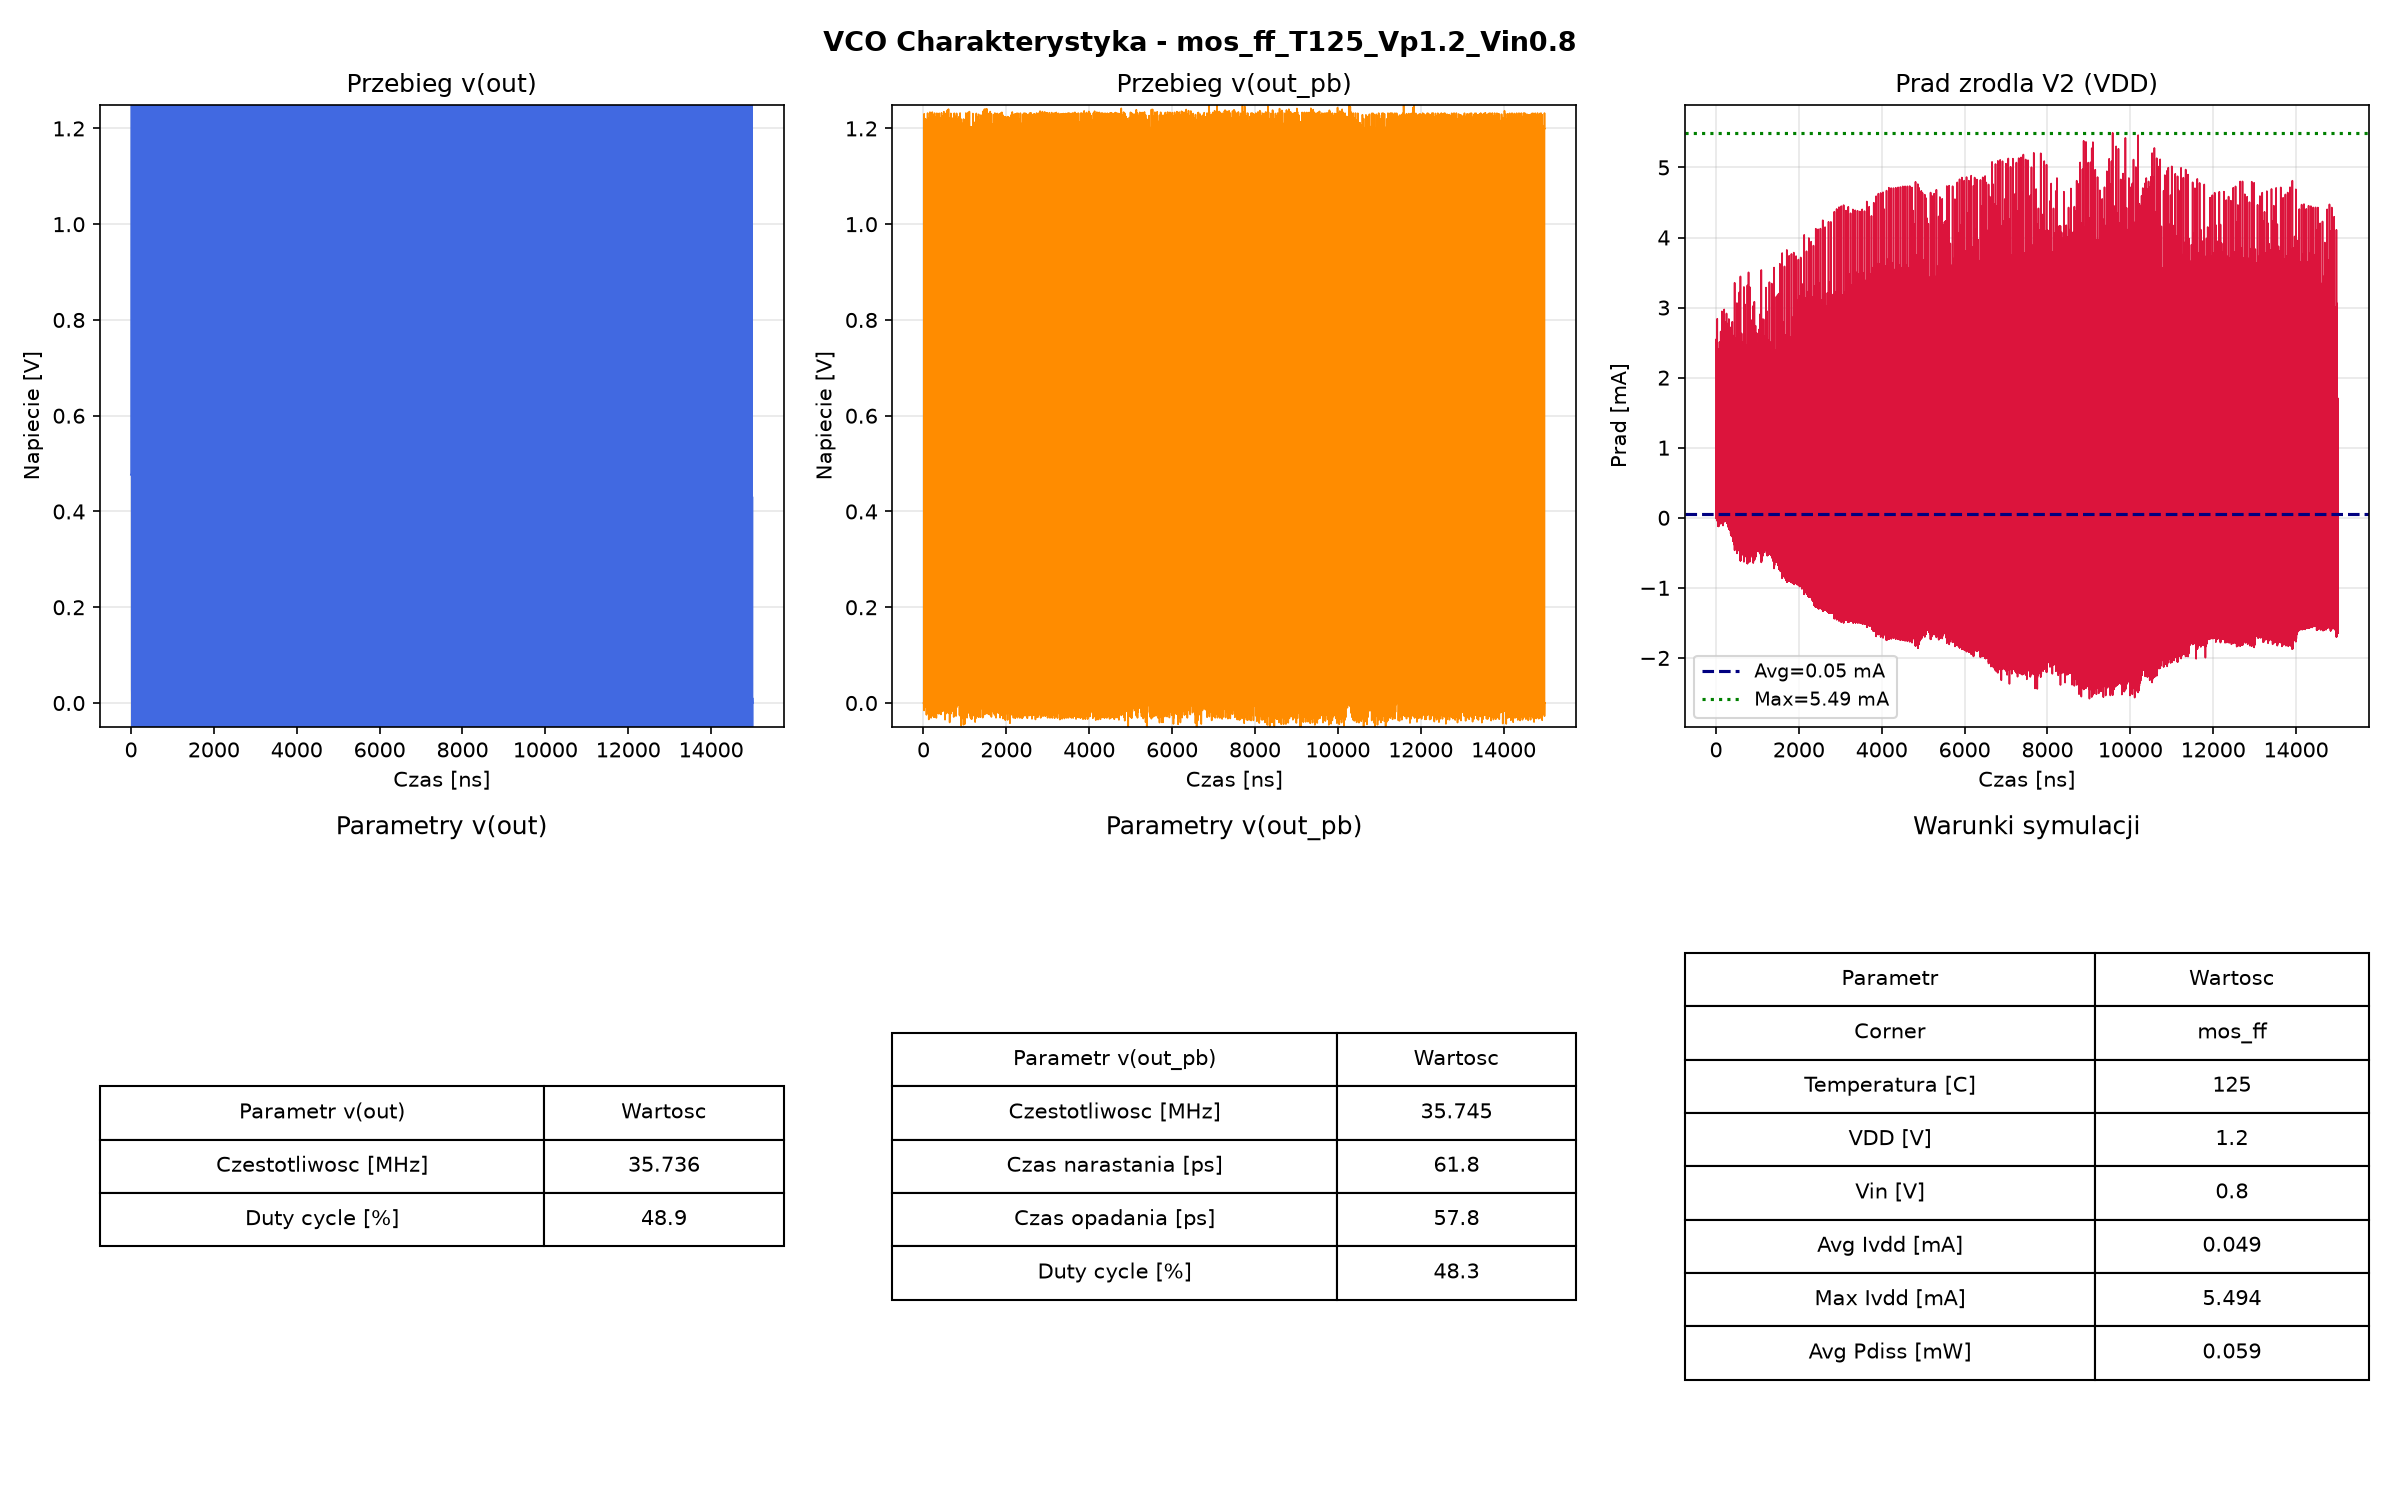 VCO Charakterystyka - mos_ff_T125_Vp1.2_Vin0.8
Przebieg v(out)
Napiecie [V]
1.2
1.0
0.8
0.6
0.4
0.2
0.0
0 2000 4000 6000 8000 10000 12000 14000
Czas [ns]
Przebieg v(out_pb)
Napiecie [V]
1.2
1.0
0.8
0.6
0.4
0.2
0.0
0 2000 4000 6000 8000 10000 12000 14000
Czas [ns]
Prad zrodla V2 (VDD)
Prad [mA]
5
4
3
2
1
0
−1
−2
Avg=0.05 mA
Max=5.49 mA
0 2000 4000 6000 8000 10000 12000 14000
Czas [ns]
Parametry v(out)
Parametr v(out) Wartosc
Czestotliwosc [MHz] 35.736
Duty cycle [%] 48.9
Parametry v(out_pb)
Parametr v(out_pb) Wartosc
Czestotliwosc [MHz] 35.745
Czas narastania [ps] 61.8
Czas opadania [ps] 57.8
Duty cycle [%] 48.3
Warunki symulacji
Parametr Wartosc
Corner mos_ff
Temperatura [C] 125
VDD [V] 1.2
Vin [V] 0.8
Avg Ivdd [mA] 0.049
Max Ivdd [mA] 5.494
Avg Pdiss [mW] 0.059